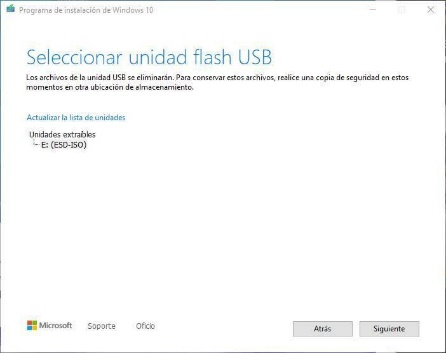 Programa de instalación de Windows 10
Seleccionar unidad flash USB
Los archivos de la unidad USB se eliminarán. Para conservar estos archivos, realice una copia de seguridad en estos
momentos en otra ubicación de almacenamiento.
Actualizar la lista de unidades
Unidades extraíbles
E: (ESD-ISO)
Microsoft Soporte Oficio Atrás Siguiente